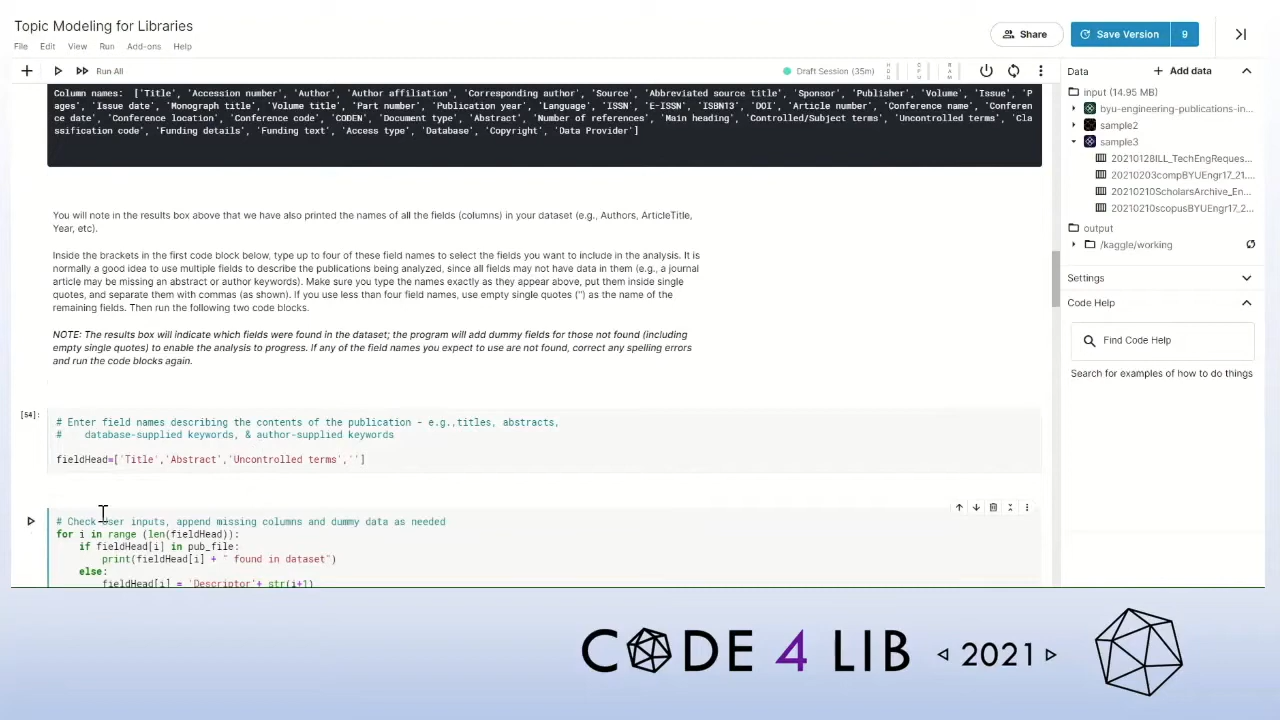 Topic Modeling for Libraries
File Edit View Run Add-ons Help
Share
Save Version 9
Run All
Draft Session (35m)
HDD
CPU
RAM
Column names: ['Title', 'Accession number', 'Author', 'Author affiliation', 'Corresponding author', 'Source', 'Abbreviated source title', 'Sponsor', 'Publisher', 'Volume', 'Issue', 'P
ages', 'Issue date', 'Monograph title', 'Volume title', 'Part number', 'Publication year', 'Language', 'ISSN', 'E-ISSN', 'ISBN13', 'DOI', 'Article number', 'Conference name', 'Conferen
ce date', 'Conference location', 'Conference code', 'CODEN', 'Document type', 'Abstract', 'Number of references', 'Main heading', 'Controlled/Subject terms', 'Uncontrolled terms', 'Cla
ssification code', 'Funding details', 'Funding text', 'Access type', 'Database', 'Copyright', 'Data Provider']
You will note in the results box above that we have also printed the names of all the fields (columns) in your dataset (e.g., Authors, ArticleTitle,
Year, etc).
Inside the brackets in the first code block below, type up to four of these field names to select the fields you want to include in the analysis. It is
normally a good idea to use multiple fields to describe the publications being analyzed, since all fields may not have data in them (e.g., a journal
article may be missing an abstract or author keywords). Make sure you type the names exactly as they appear above, put them inside single
quotes, and separate them with commas (as shown). If you use less than four field names, use empty single quotes ('') as the name of the
remaining fields. Then run the following two code blocks.
NOTE: The results box will indicate which fields were found in the dataset; the program will add dummy fields for those not found (including
empty single quotes) to enable the analysis to progress. If any of the field names you expect to use are not found, correct any spelling errors
and run the code blocks again.
[54]:
# Enter field names describing the contents of the publication - e.g.,titles, abstracts,
# database-supplied keywords, & author-supplied keywords
fieldHead=['Title','Abstract','Uncontrolled terms','']
# Check user inputs, append missing columns and dummy data as needed
for i in range (len(fieldHead)):
if fieldHead[i] in pub_file:
print(fieldHead[i] + " found in dataset")
else:
fieldHead[i] = 'Descriptor'+ str(i+1)
Data
+ Add data
input (14.95 MB)
byu-engineering-publications-in...
sample2
sample3
20210128ILL_TechEngReques...
20210203compBYUEngr17_21....
20210210ScholarsArchive_En...
20210210scopusBYUEngr17_2...
output
/kaggle/working
Settings
Code Help
Find Code Help
Search for examples of how to do things
CODE 4 LIB 2021